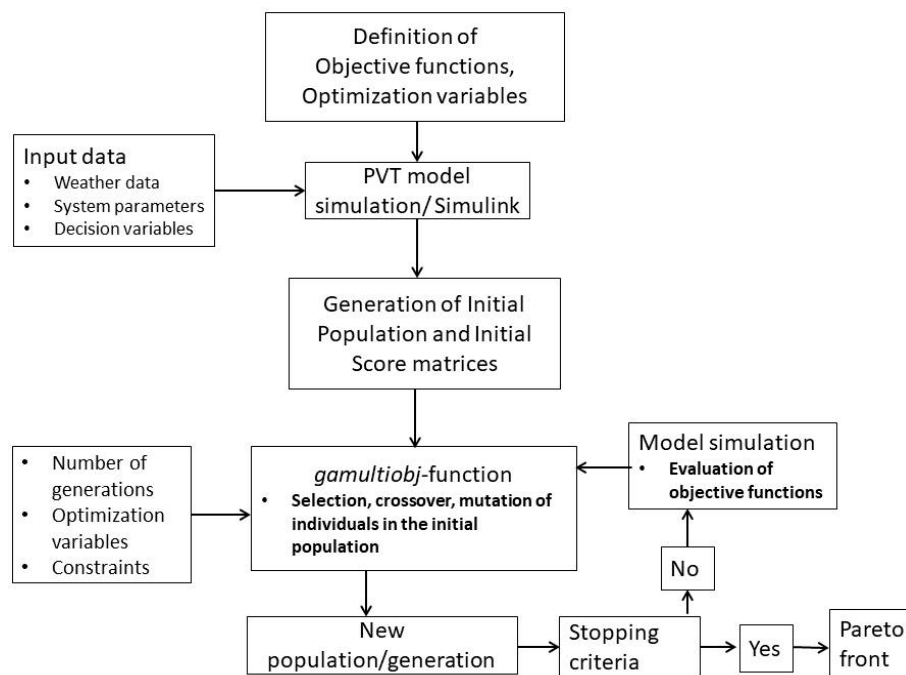 Definition of
Objective functions,
Optimization variables
Input data
• Weather data
• System parameters
• Decision variables
PVT model
simulation/ Simulink
Generation of Initial
Population and Initial
Score matrices
• Number of
generations
• Optimization
variables
• Constraints
gamultiobj-function
• Selection, crossover, mutation of
individuals in the initial
population
Model simulation
• Evaluation of
objective functions
No
New
population/generation
Stopping
criteria
Yes
Pareto
front